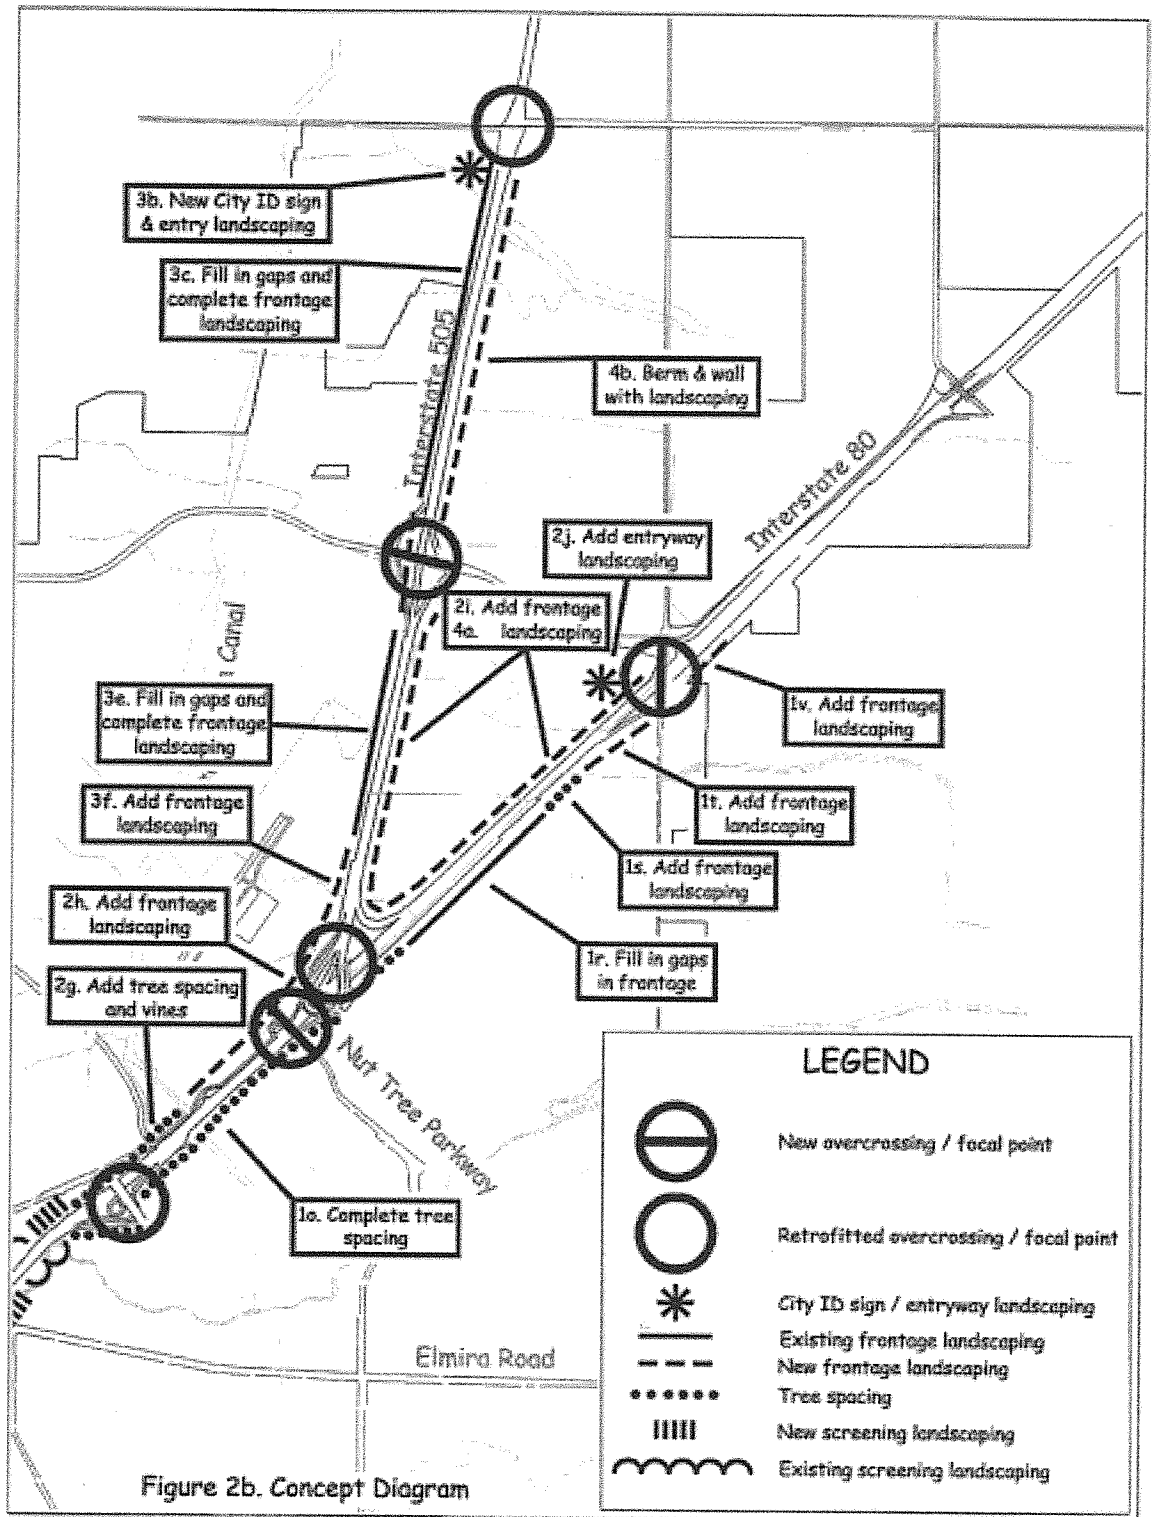 3b. New City ID sign
& entry landscaping
3c. Fill in gaps and
complete frontage
landscaping
Interstate 505
4b. Berm & wall
with landscaping
Interstate 80
2j. Add entryway
landscaping
2i. Add frontage
4a. landscaping
Canal
3e. Fill in gaps and
complete frontage
landscaping
1v. Add frontage
landscaping
3f. Add frontage
landscaping
1t. Add frontage
landscaping
1s. Add frontage
landscaping
2h. Add frontage
landscaping
1r. Fill in gaps
in frontage
2g. Add tree spacing
and vines
Nut Tree Parkway
1o. Complete tree
spacing
Elmira Road
LEGEND
New overcrossing / focal point
Retrofitted overcrossing / focal point
City ID sign / entryway landscaping
Existing frontage landscaping
New frontage landscaping
Tree spacing
New screening landscaping
Existing screening landscaping
Figure 2b. Concept Diagram